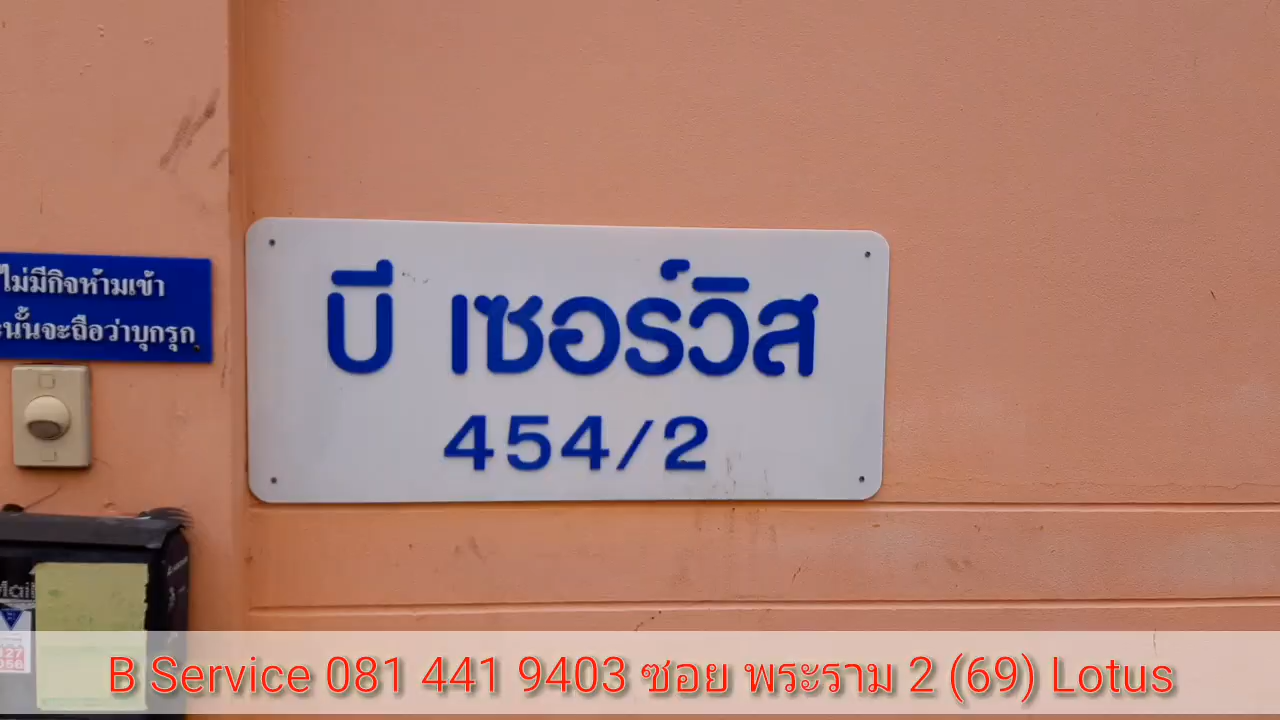 ไม่มีกิจห้ามเข้า
นั้นจะถือว่าบุกรุก
บี เซอร์วิส
454/2
B Service 081 441 9403 ซอย พระราม 2 (69) Lotus